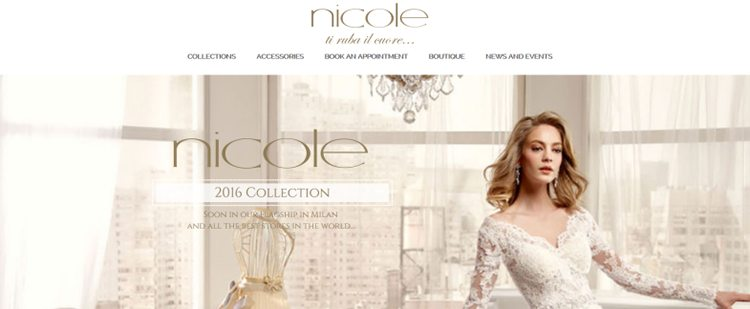 nicole
ti ruba il cuore...
COLLECTIONS ACCESSORIES BOOK AN APPOINTMENT BOUTIQUE NEWS AND EVENTS
nicole
2016 COLLECTION
SOON IN OUR FLAGSHIP IN MILAN
AND ALL THE BEST STORES IN THE WORLD...